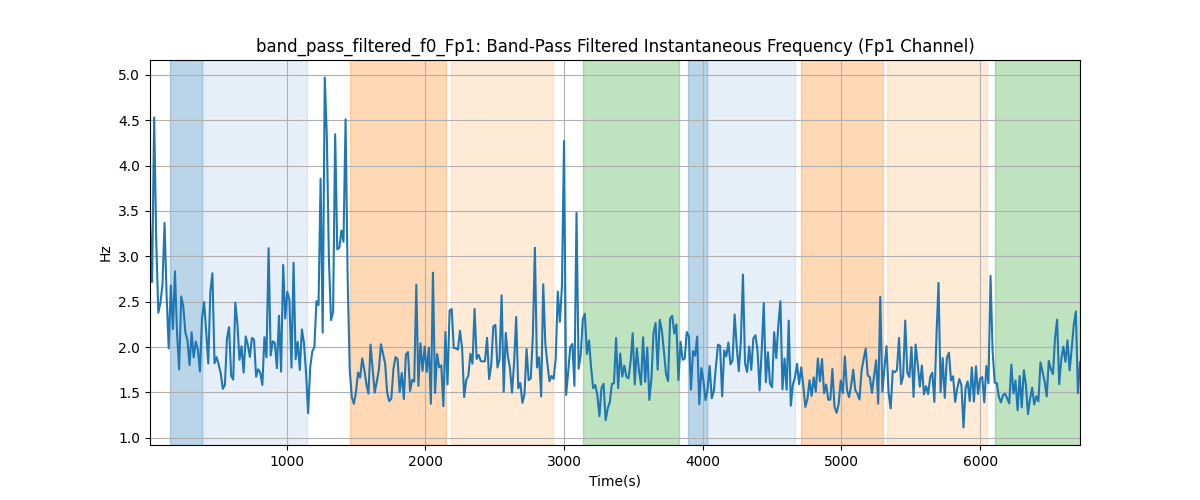 band_pass_filtered_f0_Fp1: Band-Pass Filtered Instantaneous Frequency (Fp1 Channel)
5.0
4.5
4.0
3.5
3.0
2.5
2.0
1.5
1.0
Hz
1000 2000 3000 4000 5000 6000
Time(s)